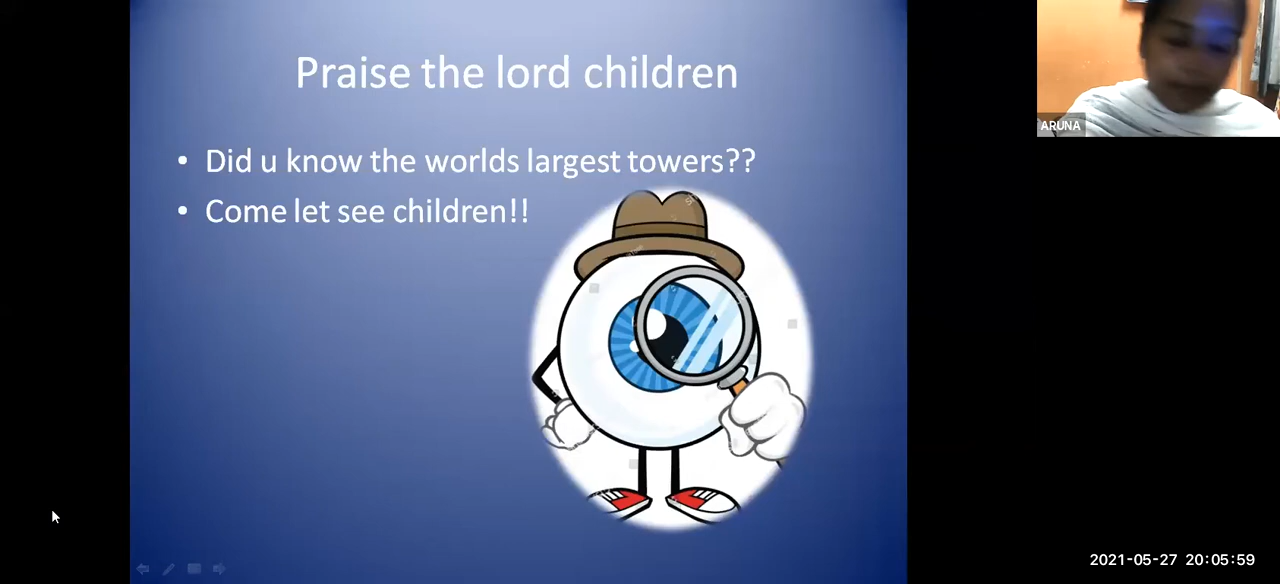 Praise the lord children
• Did u know the worlds largest towers??
• Come let see children!!
ARUNA
2021-05-27 20:05:59